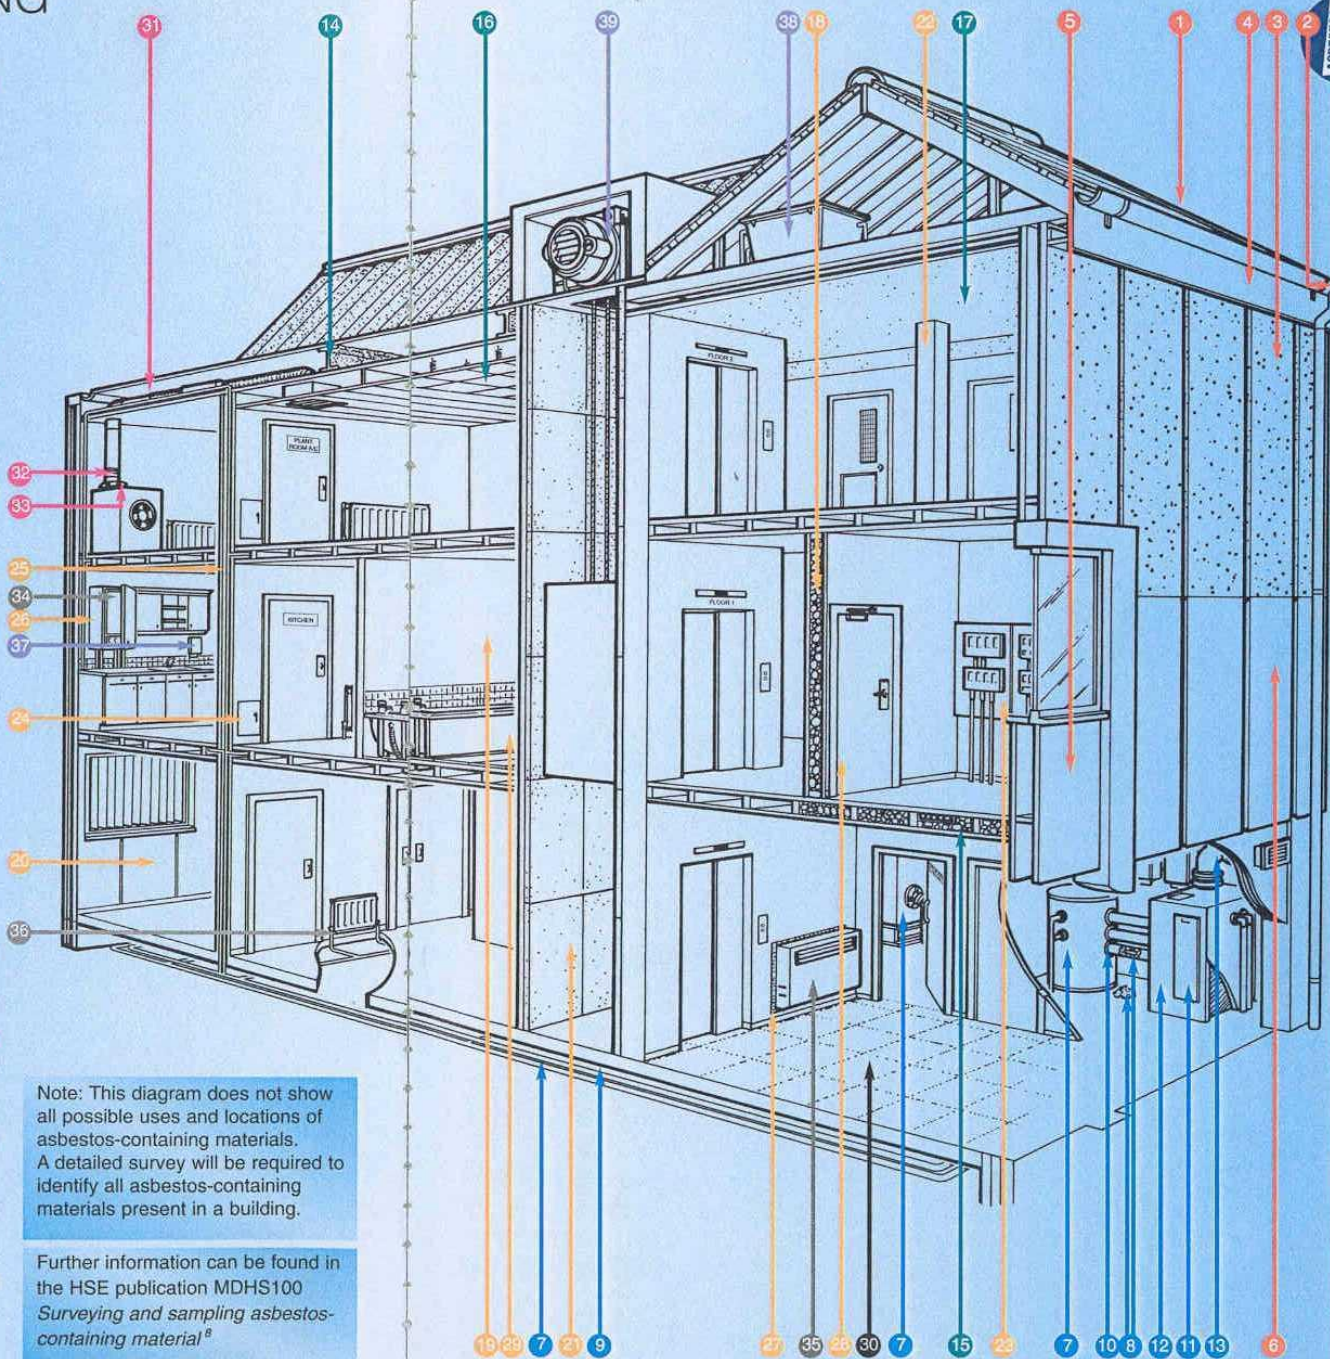 31 14 16 39 38 18 22 17 5 1 4 3 2
FLOOR 2
PLANT
32
33
25
34
26
37
KITCHEN
FLOOR 1
24
20
36
Note: This diagram does not show
all possible uses and locations of
asbestos-containing materials.
A detailed survey will be required to
identify all asbestos-containing
materials present in a building.
Further information can be found in
the HSE publication MDHS100
Surveying and sampling asbestos-
containing material 8
19 29 7 21 9 27 35 28 30 7 15 23 7 10 8 12 11 13 6